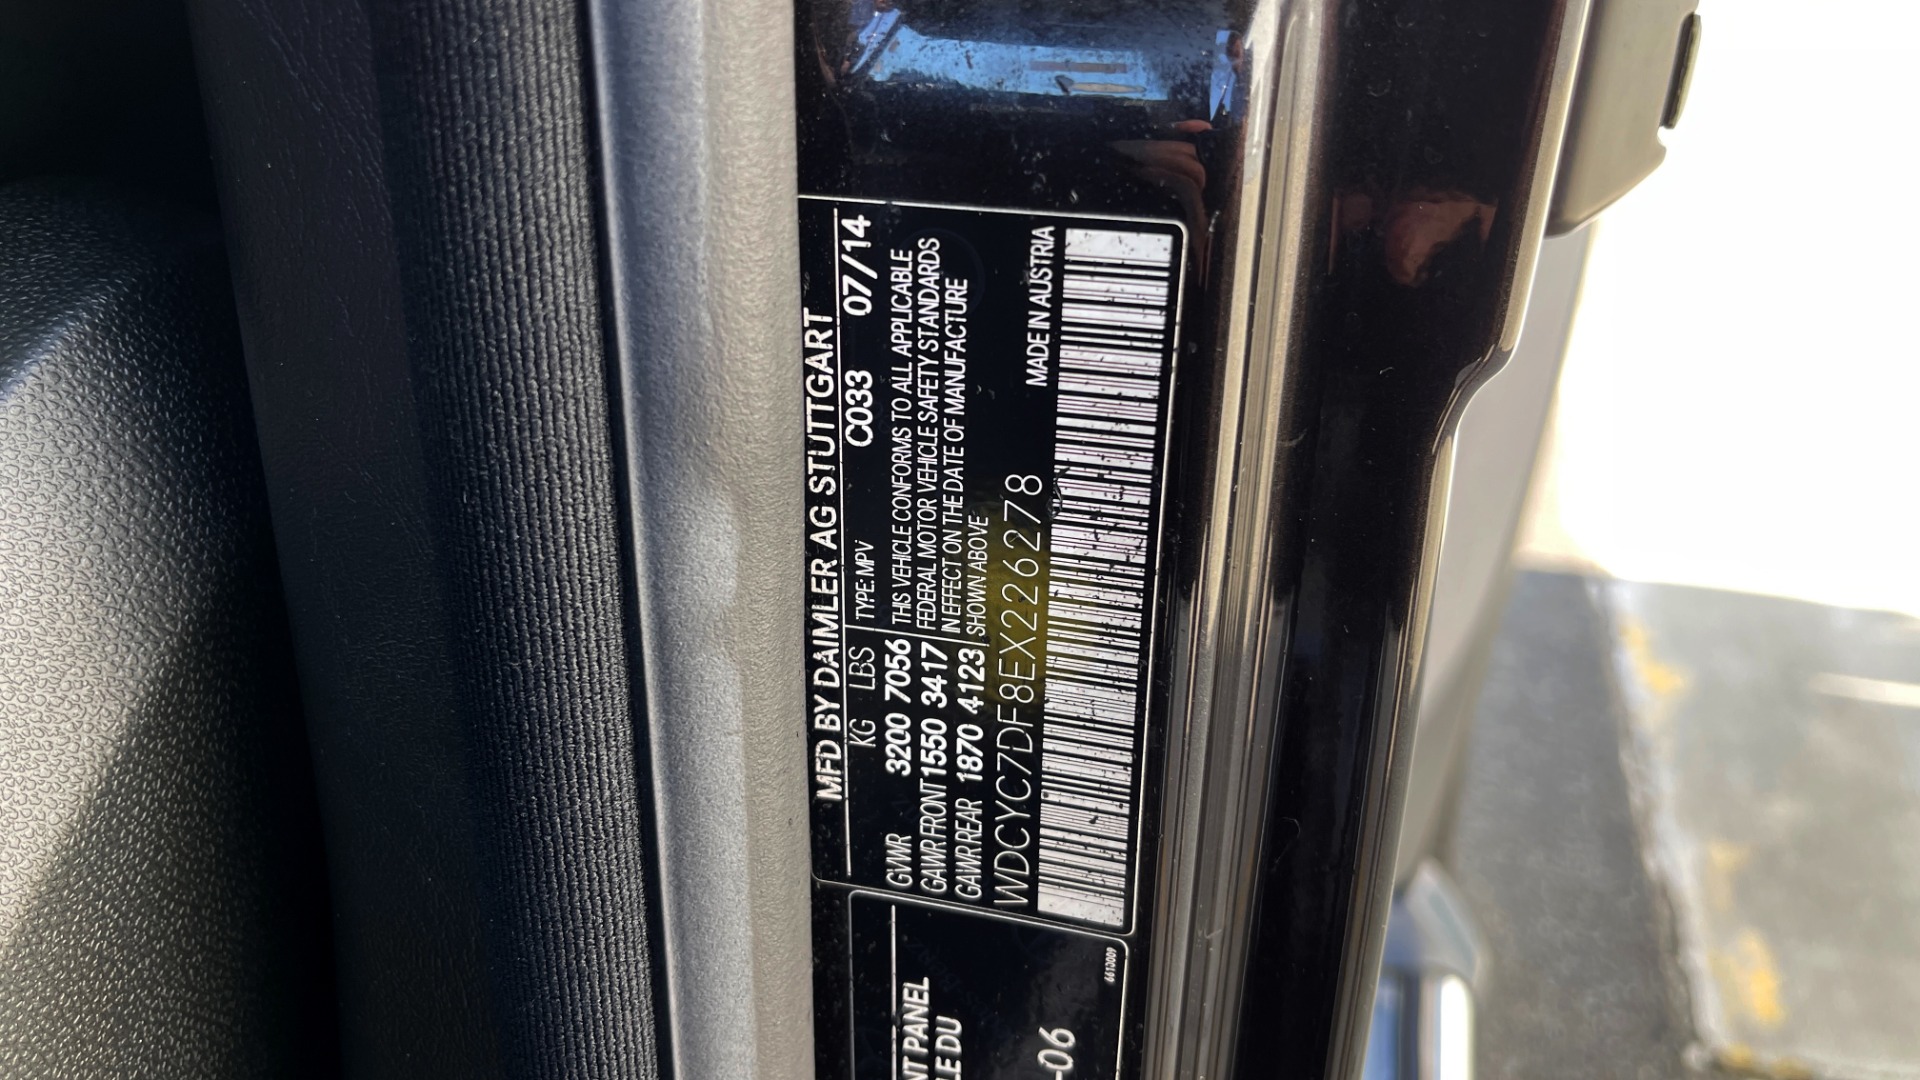 MFD BY DAIMLER AG STUTTGART
KG LBS TYPE: MPV C033 07/14
GVWR 3200 7056
GAWR FRONT 1550 3417
GAWR REAR 1870 4123
THIS VEHICLE CONFORMS TO ALL APPLICABLE
FEDERAL MOTOR VEHICLE SAFETY STANDARDS
IN EFFECT ON THE DATE OF MANUFACTURE
SHOWN ABOVE
WDCYC7DF8EX226278
MADE IN AUSTRIA
NT PANEL
LE DU
-06